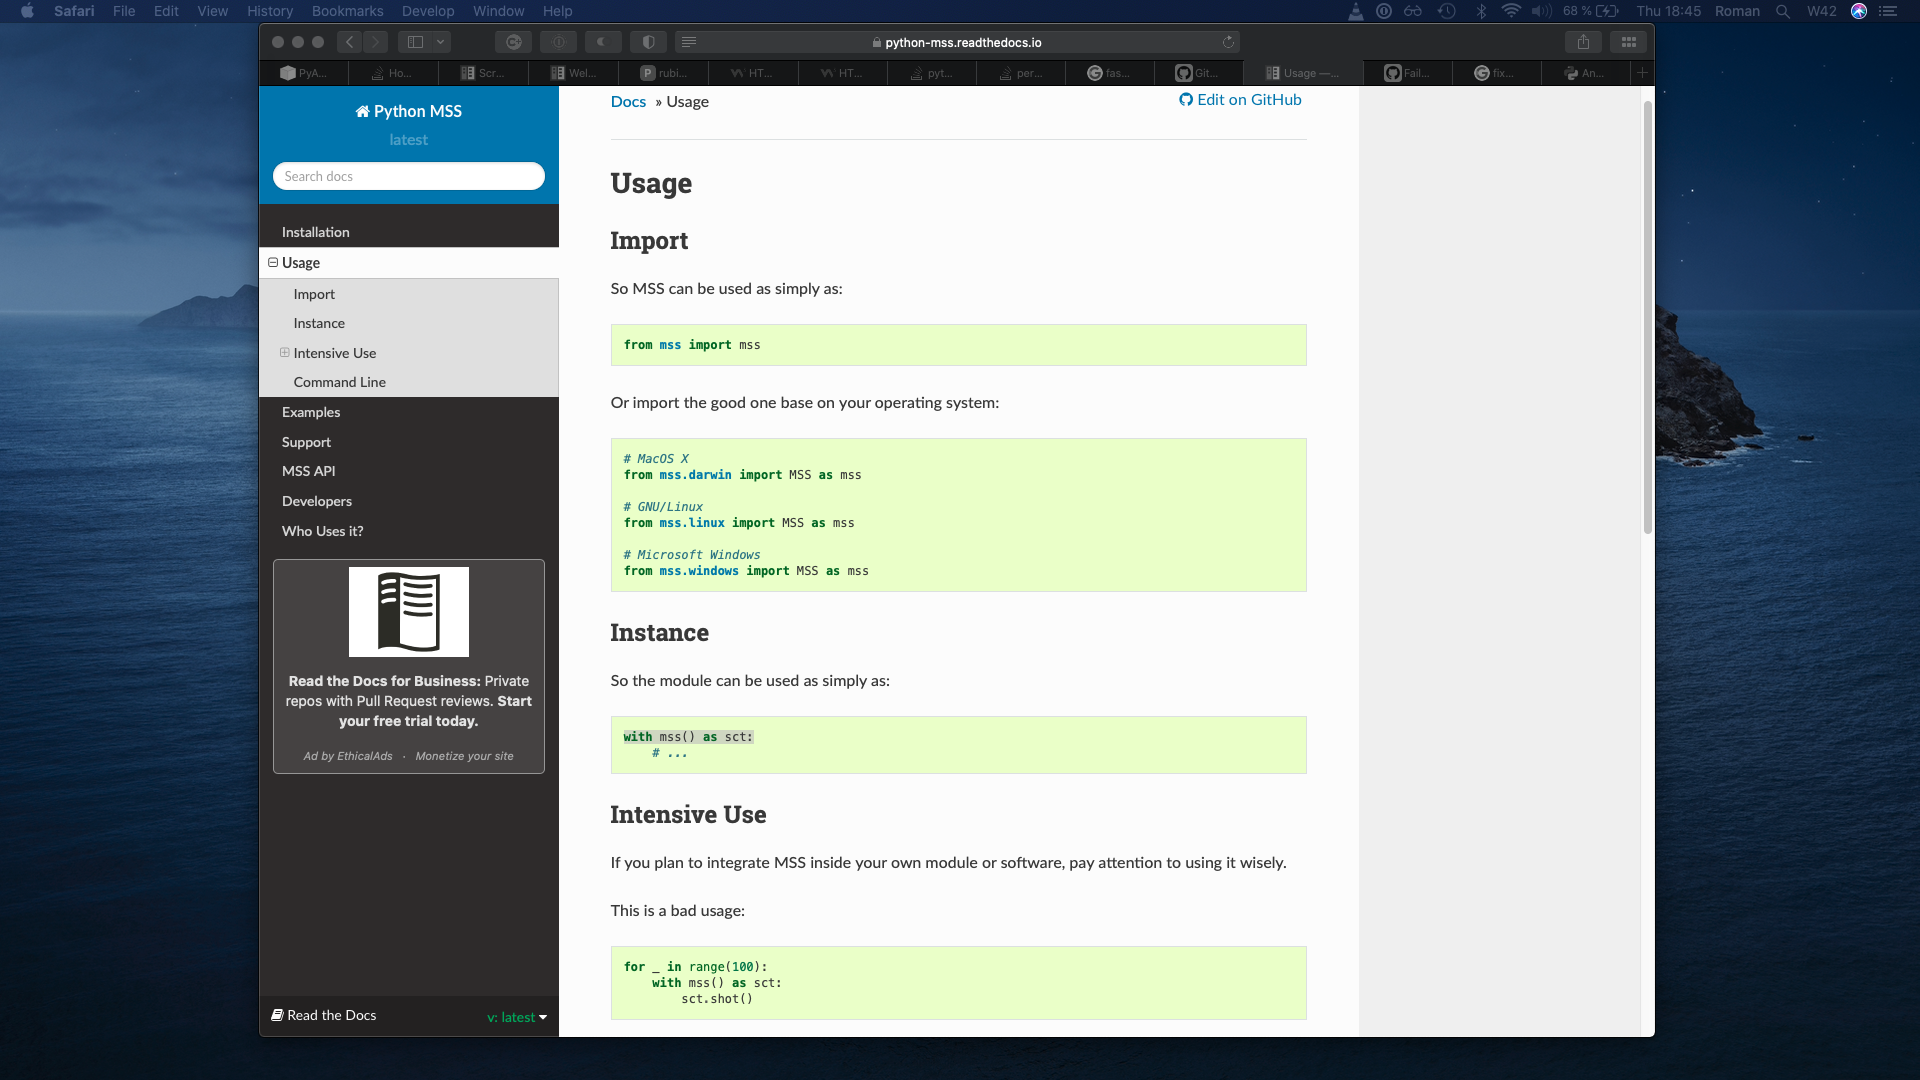 Safari File Edit View History Bookmarks Develop Window Help 68 % Thu 18:45 Roman W42
python-mss.readthedocs.io
PyA... Ho... Scr... Wel... rubi... HT... HT... pyt... per... fas... Git... Usage —... Fail... fix... An...
Python MSS
latest
Search docs
Installation
Usage
Import
Instance
Intensive Use
Command Line
Examples
Support
MSS API
Developers
Who Uses it?
Read the Docs for Business: Private
repos with Pull Request reviews. Start
your free trial today.
Ad by EthicalAds · Monetize your site
Read the Docs v: latest
Docs » Usage Edit on GitHub
Usage
Import
So MSS can be used as simply as:
from mss import mss
Or import the good one base on your operating system:
# MacOS X
from mss.darwin import MSS as mss
# GNU/Linux
from mss.linux import MSS as mss
# Microsoft Windows
from mss.windows import MSS as mss
Instance
So the module can be used as simply as:
with mss() as sct:
# ...
Intensive Use
If you plan to integrate MSS inside your own module or software, pay attention to using it wisely.
This is a bad usage:
for _ in range(100):
with mss() as sct:
sct.shot()